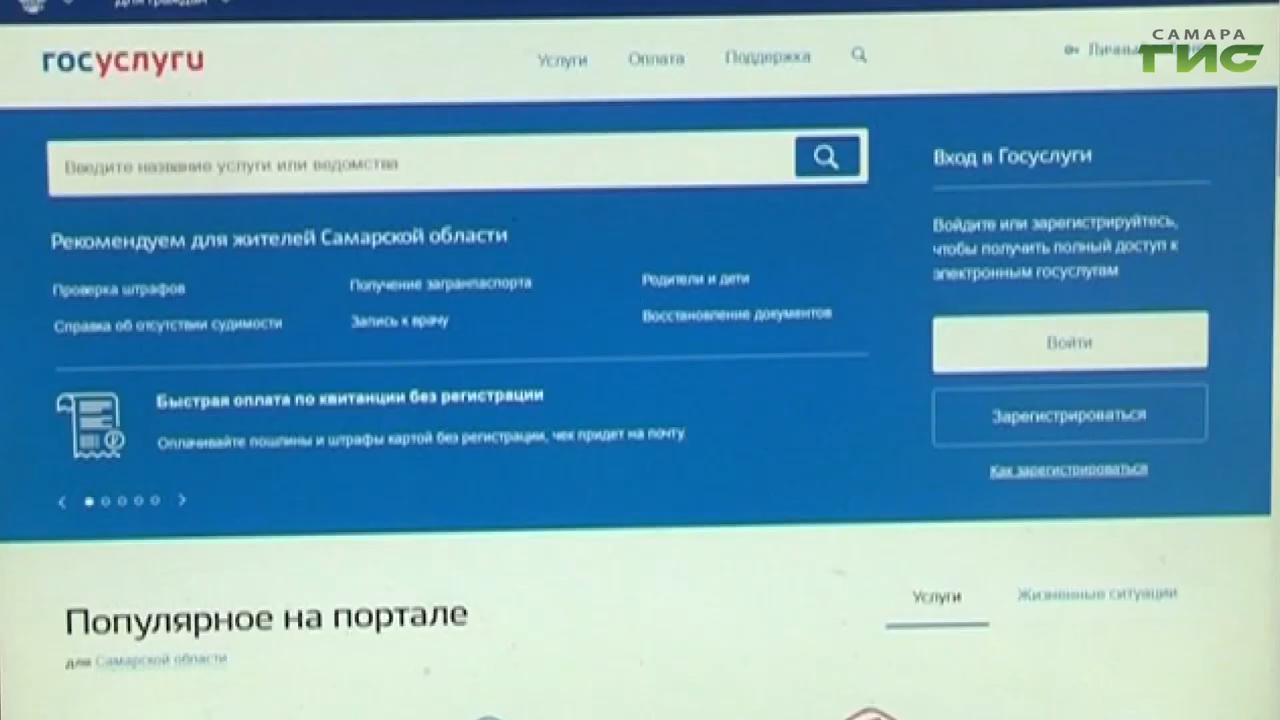 Для граждан
госуслуги
Услуги
Оплата
Поддержка
САМАРА
ГИС
Введите название услуги или ведомства
Рекомендуем для жителей Самарской области
Проверка штрафов
Получение загранпаспорта
Родители и дети
Справка об отсутствии судимости
Запись к врачу
Восстановление документов
Быстрая оплата по квитанции без регистрации
Оплачивайте пошлины и штрафы картой без регистрации, чек придет на почту
Вход в Госуслуги
Войдите или зарегистрируйтесь,
чтобы получить полный доступ к
электронным госуслугам
Войти
Зарегистрироваться
Как зарегистрироваться
Популярное на портале
для Самарской области
Услуги
Жизненные ситуации